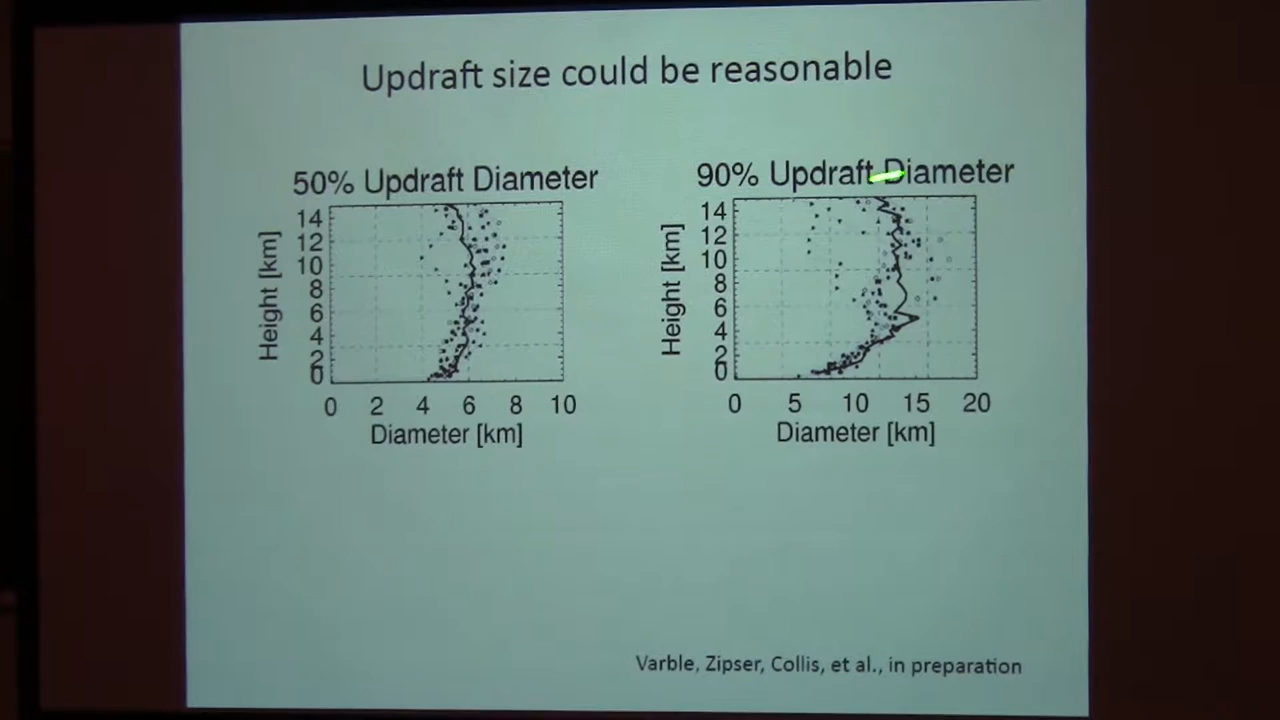 Updraft size could be reasonable
50% Updraft Diameter
14
12
10
8
6
4
2
0
Height [km]
0 2 4 6 8 10
Diameter [km]
90% Updraft Diameter
14
12
10
8
6
4
2
0
Height [km]
0 5 10 15 20
Diameter [km]
Varble, Zipser, Collis, et al., in preparation